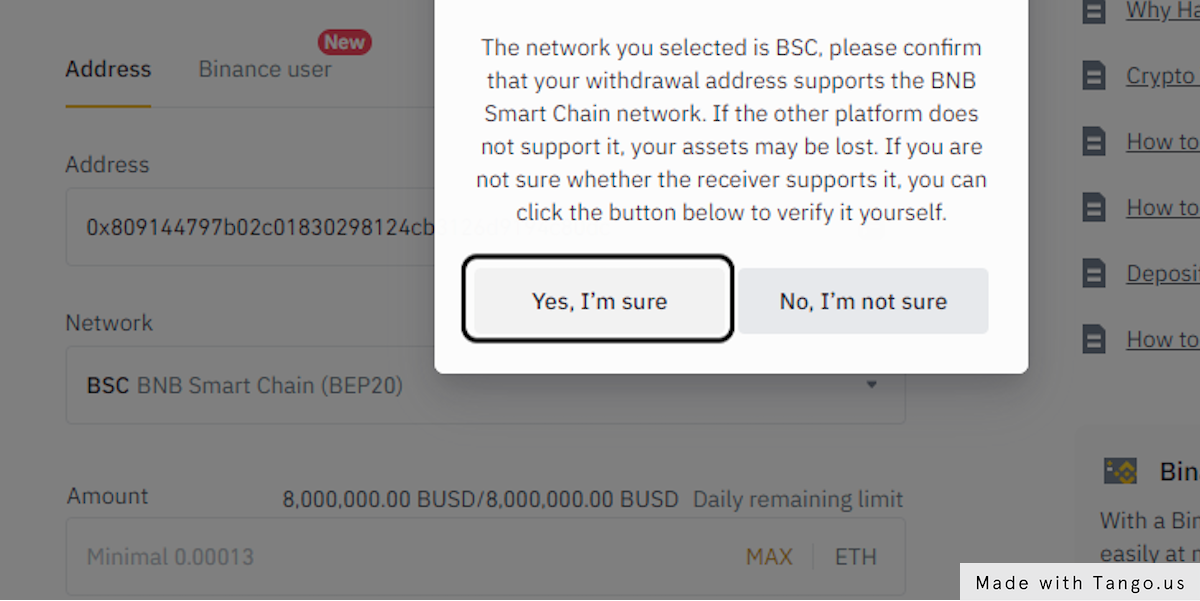 New
Address Binance user
Address
0x809144797b02c01830298124cb
Network
BSC BNB Smart Chain (BEP20)
Amount 8,000,000.00 BUSD/8,000,000.00 BUSD Daily remaining limit
Minimal 0.00013 MAX ETH
The network you selected is BSC, please confirm
that your withdrawal address supports the BNB
Smart Chain network. If the other platform does
not support it, your assets may be lost. If you are
not sure whether the receiver supports it, you can
click the button below to verify it yourself.
Yes, I'm sure No, I'm not sure
Why Ha
Crypto
How to
How to
Deposit
How to
Bin
With a Bin
easily at
Made with Tango.us